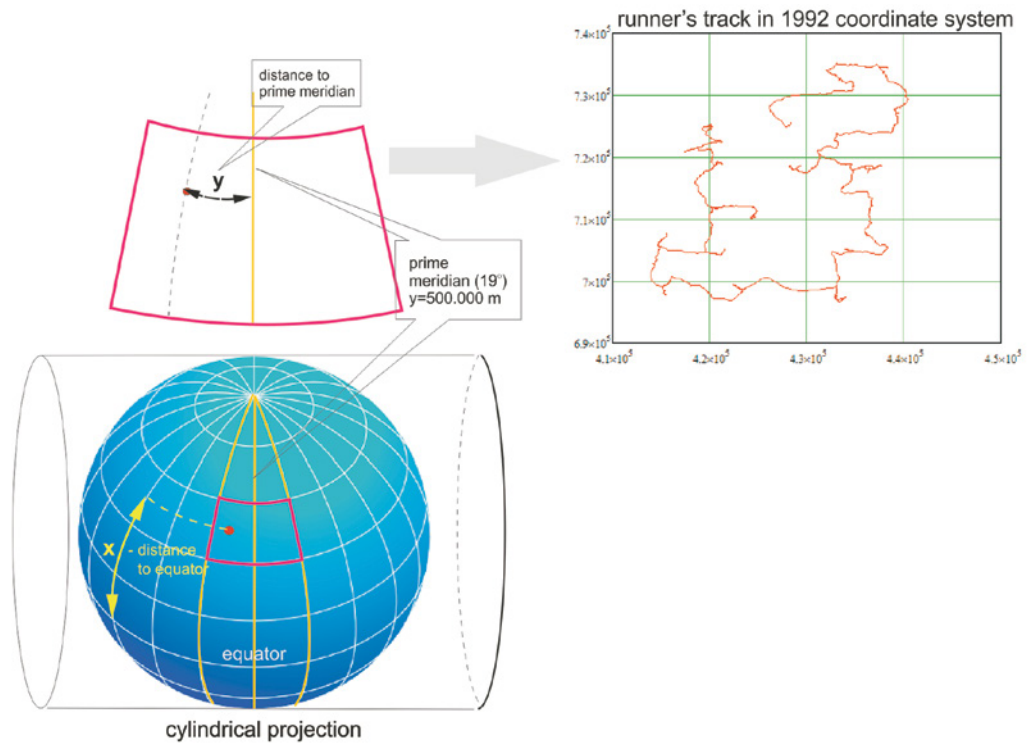 runner's track in 1992 coordinate system
distance to
prime meridian
y
prime
meridian (19°)
y=500.000 m
7.4×10⁵
7.3×10⁵
7.2×10⁵
7.1×10⁵
7×10⁵
6.9×10⁵
4.1×10⁵
4.2×10⁵
4.3×10⁵
4.4×10⁵
4.5×10⁵
x - distance
to equator
equator
cylindrical projection